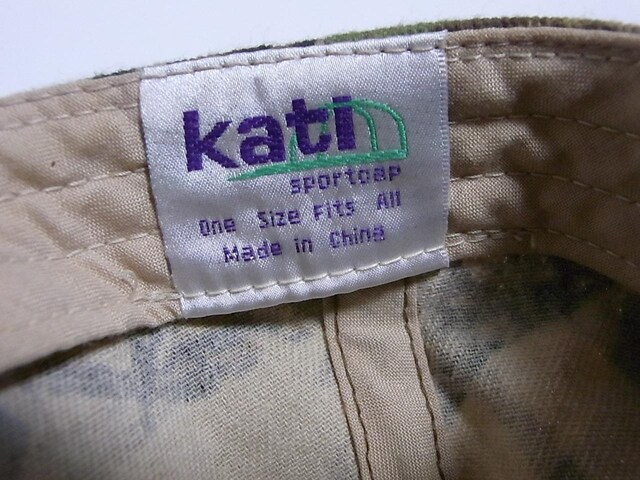 kati
sportcap
One Size Fits All
Made in China